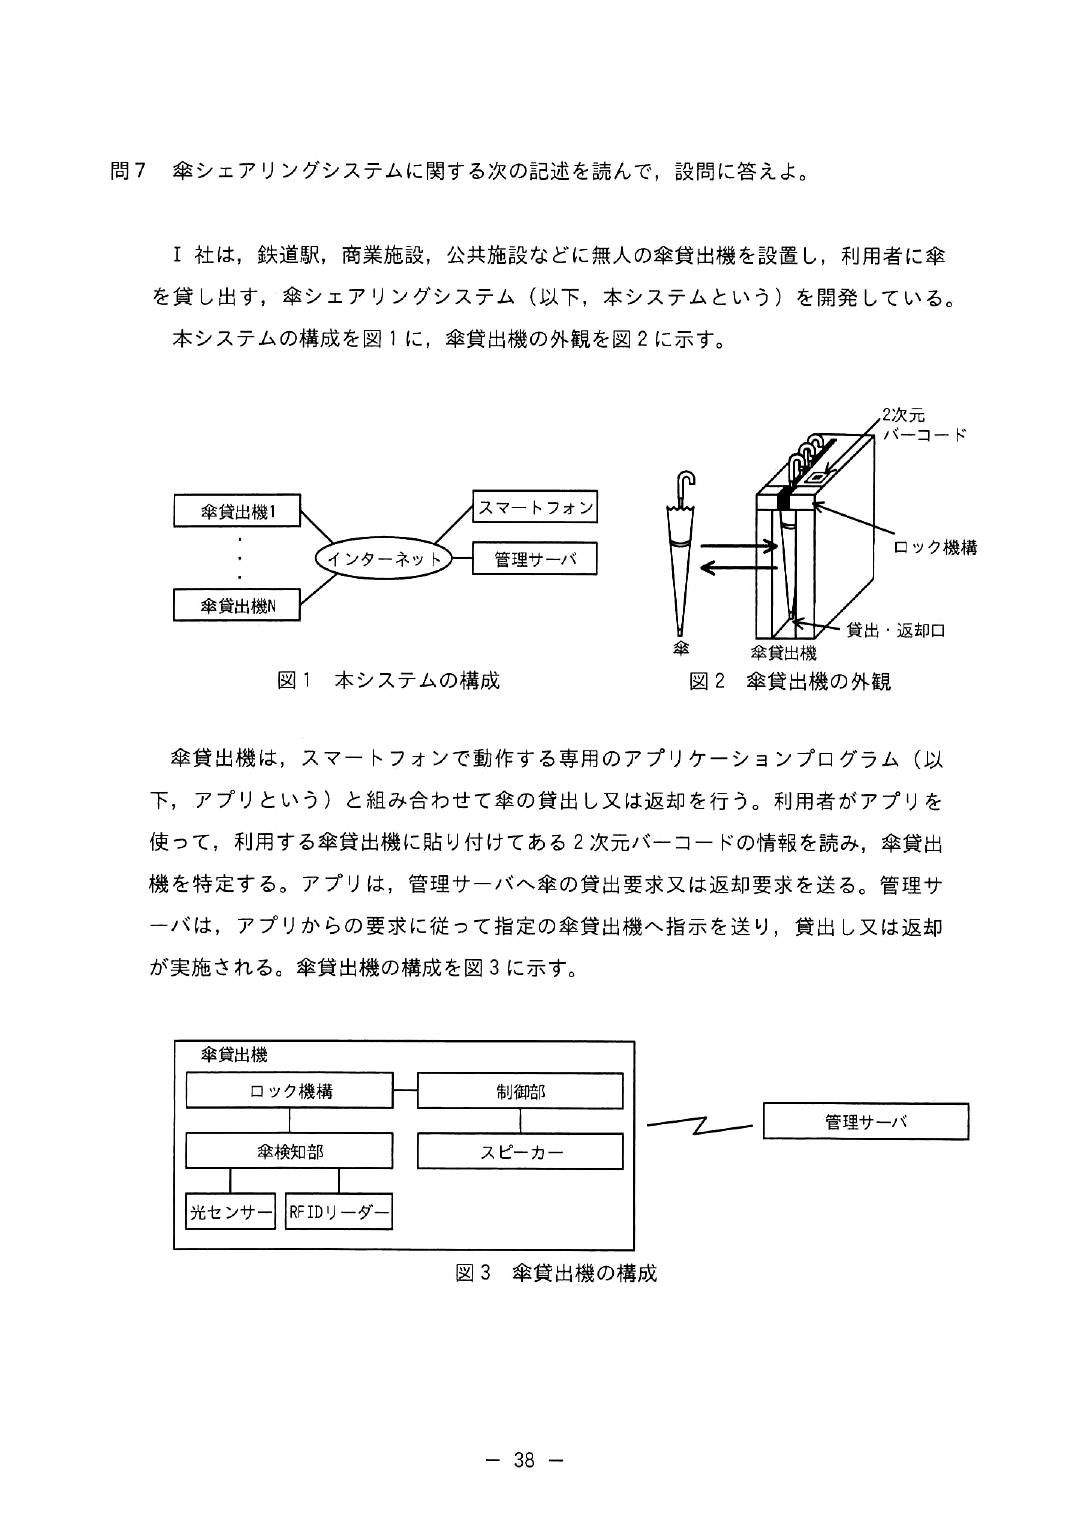 問7　傘シェアリングシステムに関する次の記述を読んで，設問に答えよ。
I 社は，鉄道駅，商業施設，公共施設などに無人の傘貸出機を設置し，利用者に傘
を貸し出す，傘シェアリングシステム（以下，本システムという）を開発している。
本システムの構成を図1に，傘貸出機の外観を図2に示す。
傘貸出機1
・
・
・
傘貸出機N
インターネット
スマートフォン
管理サーバ
図1　本システムの構成
2次元
バーコード
ロック機構
貸出・返却口
傘
傘貸出機
図2　傘貸出機の外観
傘貸出機は，スマートフォンで動作する専用のアプリケーションプログラム（以
下，アプリという）と組み合わせて傘の貸出し又は返却を行う。利用者がアプリを
使って，利用する傘貸出機に貼り付けてある2次元バーコードの情報を読み，傘貸出
機を特定する。アプリは，管理サーバへ傘の貸出要求又は返却要求を送る。管理サ
ーバは，アプリからの要求に従って指定の傘貸出機へ指示を送り，貸出し又は返却
が実施される。傘貸出機の構成を図3に示す。
傘貸出機
ロック機構
制御部
傘検知部
スピーカー
光センサー
RFIDリーダー
管理サーバ
図3　傘貸出機の構成
－ 38 －